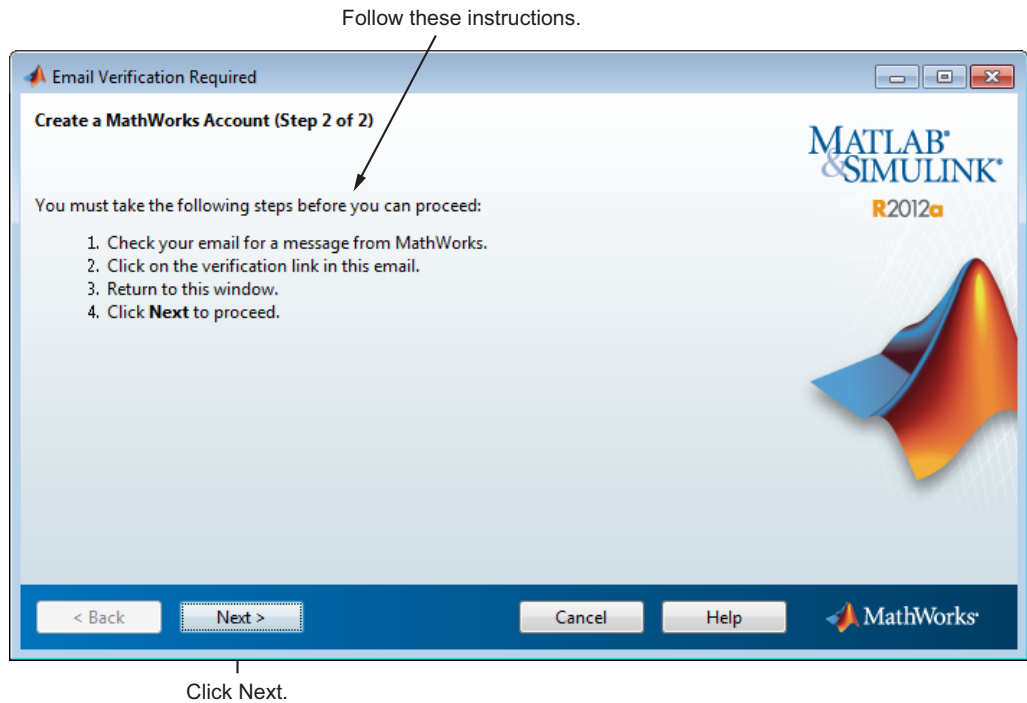 Follow these instructions.
Email Verification Required
Create a MathWorks Account (Step 2 of 2)
MATLAB®
&SIMULINK®
R2012a
You must take the following steps before you can proceed:
1. Check your email for a message from MathWorks.
2. Click on the verification link in this email.
3. Return to this window.
4. Click Next to proceed.
< Back
Next >
Cancel
Help
MathWorks®
Click Next.